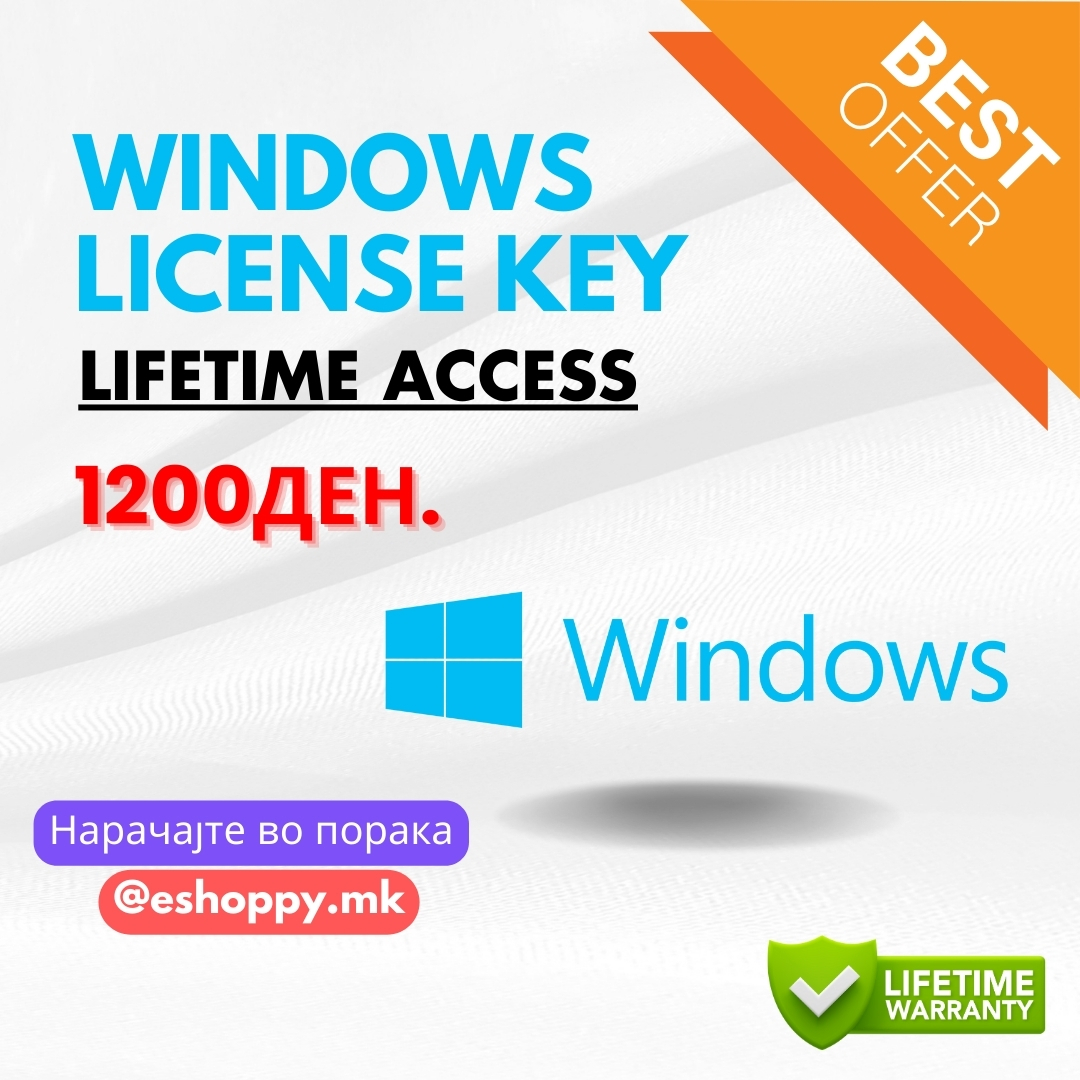 BEST
OFFER
WINDOWS
LICENSE KEY
LIFETIME ACCESS
1200ДЕН.
Windows
Нарачајте во порака
@eshoppy.mk
LIFETIME
WARRANTY